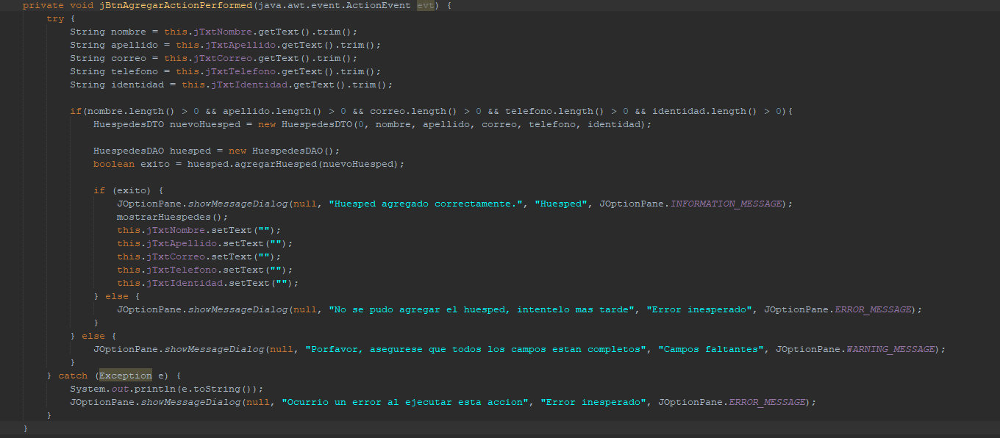 private void jBtnAgregarActionPerformed(java.awt.event.ActionEvent evt) {
    try {
        String nombre = this.jTxtNombre.getText().trim();
        String apellido = this.jTxtApellido.getText().trim();
        String correo = this.jTxtCorreo.getText().trim();
        String telefono = this.jTxtTelefono.getText().trim();
        String identidad = this.jTxtIdentidad.getText().trim();

        if(nombre.length() > 0 && apellido.length() > 0 && correo.length() > 0 && telefono.length() > 0 && identidad.length() > 0){
            HuespedesDTO nuevoHuesped = new HuespedesDTO(0, nombre, apellido, correo, telefono, identidad);

            HuespedesDAO huesped = new HuespedesDAO();
            boolean exito = huesped.agregarHuesped(nuevoHuesped);

            if (exito) {
                JOptionPane.showMessageDialog(null, "Huesped agregado correctamente.", "Huesped", JOptionPane.INFORMATION_MESSAGE);
                mostrarHuespedes();
                this.jTxtNombre.setText("");
                this.jTxtApellido.setText("");
                this.jTxtCorreo.setText("");
                this.jTxtTelefono.setText("");
                this.jTxtIdentidad.setText("");
            } else {
                JOptionPane.showMessageDialog(null, "No se pudo agregar el huesped, intentelo mas tarde", "Error inesperado", JOptionPane.ERROR_MESSAGE);
            }
        } else {
            JOptionPane.showMessageDialog(null, "Porfavor, asegurese que todos los campos estan completos", "Campos faltantes", JOptionPane.WARNING_MESSAGE);
        }
    } catch (Exception e) {
        System.out.println(e.toString());
        JOptionPane.showMessageDialog(null, "Ocurrio un error al ejecutar esta accion", "Error inesperado", JOptionPane.ERROR_MESSAGE);
    }
}